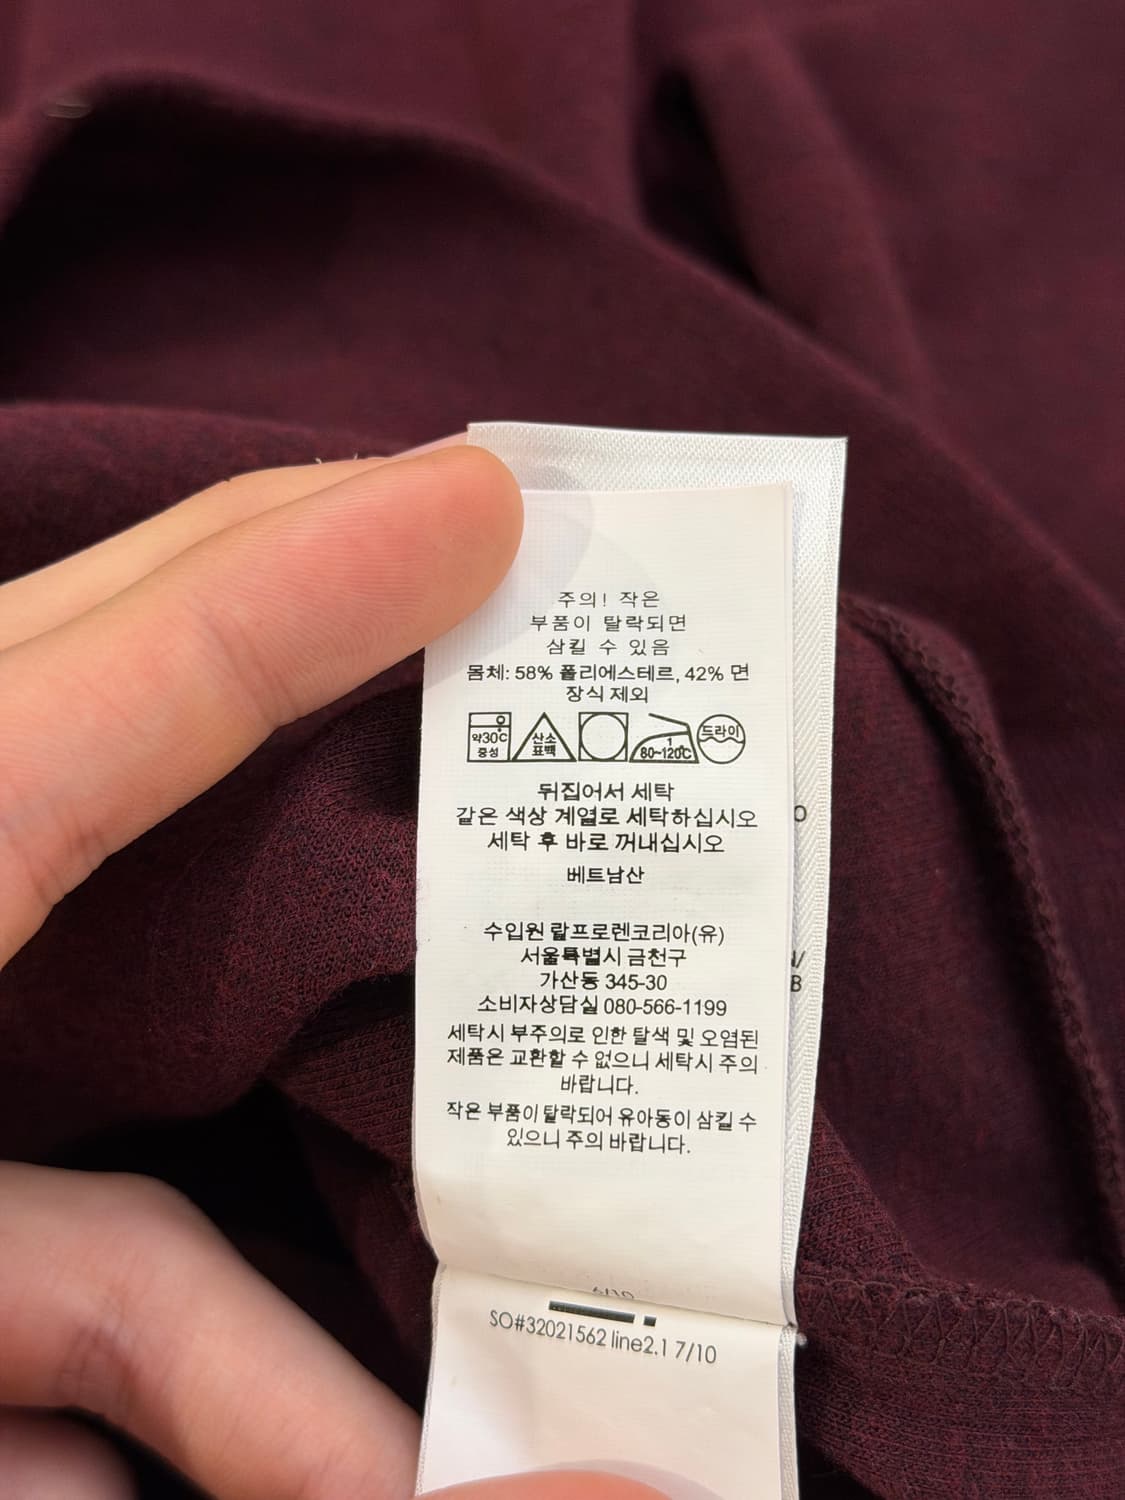 주의! 작은
부품이 탈락되면
삼킬 수 있음
몸체: 58% 폴리에스테르, 42% 면
장식 제외
약30℃
중성
산소
표백
80~120℃
드라이
뒤집어서 세탁
같은 색상 계열로 세탁하십시오
세탁 후 바로 꺼내십시오
베트남산
수입원 랄프로렌코리아(유)
서울특별시 금천구
가산동 345-30
소비자상담실 080-566-1199
세탁시 부주의로 인한 탈색 및 오염된
제품은 교환할 수 없으니 세탁시 주의
바랍니다.
작은 부품이 탈락되어 유아동이 삼킬 수
있으니 주의 바랍니다.
SO#32021562 line2.1 7/10